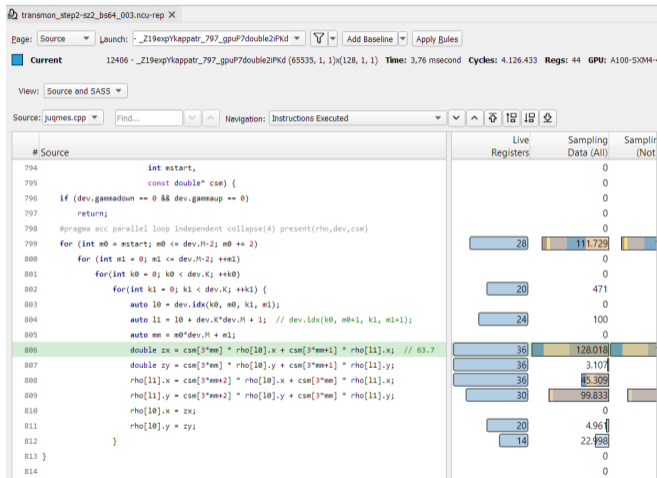 transmon_step2-sz2_bs64_003.ncu-rep ×
Page: Source Launch: - _Z19expYkappatr_797_gpuP7double2iPKd Add Baseline Apply Rules
Current 12406 - _Z19expYkappatr_797_gpuP7double2iPKd (65535, 1, 1)x(128, 1, 1) Time: 3,76 msecond Cycles: 4.126.433 Regs: 44 GPU: A100-SXM4-
View: Source and SASS
Source: juqmes.cpp Find... Navigation: Instructions Executed
# Source Live Registers Sampling Data (All) Samplin (Not
794 int mstart, 0
795 const double* csm) { 0
796 if (dev.gammadown == 0 && dev.gammaup == 0) 0
797 return; 0
798 #pragma acc parallel loop independent collapse(4) present(rho,dev,csm) 0
799 for (int m0 = mstart; m0 <= dev.M-2; m0 += 2) 28 111.729
800 for (int m1 = 0; m1 <= dev.M-2; ++m1) 0
801 for(int k0 = 0; k0 < dev.K; ++k0) 0
802 for(int k1 = 0; k1 < dev.K; ++k1) { 20 471
803 auto l0 = dev.idx(k0, m0, k1, m1); 0
804 auto l1 = l0 + dev.K*dev.M + 1; // dev.idx(k0, m0+1, k1, m1+1); 24 100
805 auto mm = m0*dev.M + m1; 0
806 double zx = csm[3*mm] * rho[l0].x + csm[3*mm+1] * rho[l1].x; // 63.7 36 128.018
807 double zy = csm[3*mm] * rho[l0].y + csm[3*mm+1] * rho[l1].y; 36 3.107
808 rho[l1].x = csm[3*mm+2] * rho[l0].x + csm[3*mm] * rho[l1].x; 36 45.309
809 rho[l1].y = csm[3*mm+2] * rho[l0].y + csm[3*mm] * rho[l1].y; 30 99.833
810 rho[l0].x = zx; 0
811 rho[l0].y = zy; 20 4.961
812 } 14 22.998
813 } 0
814 0